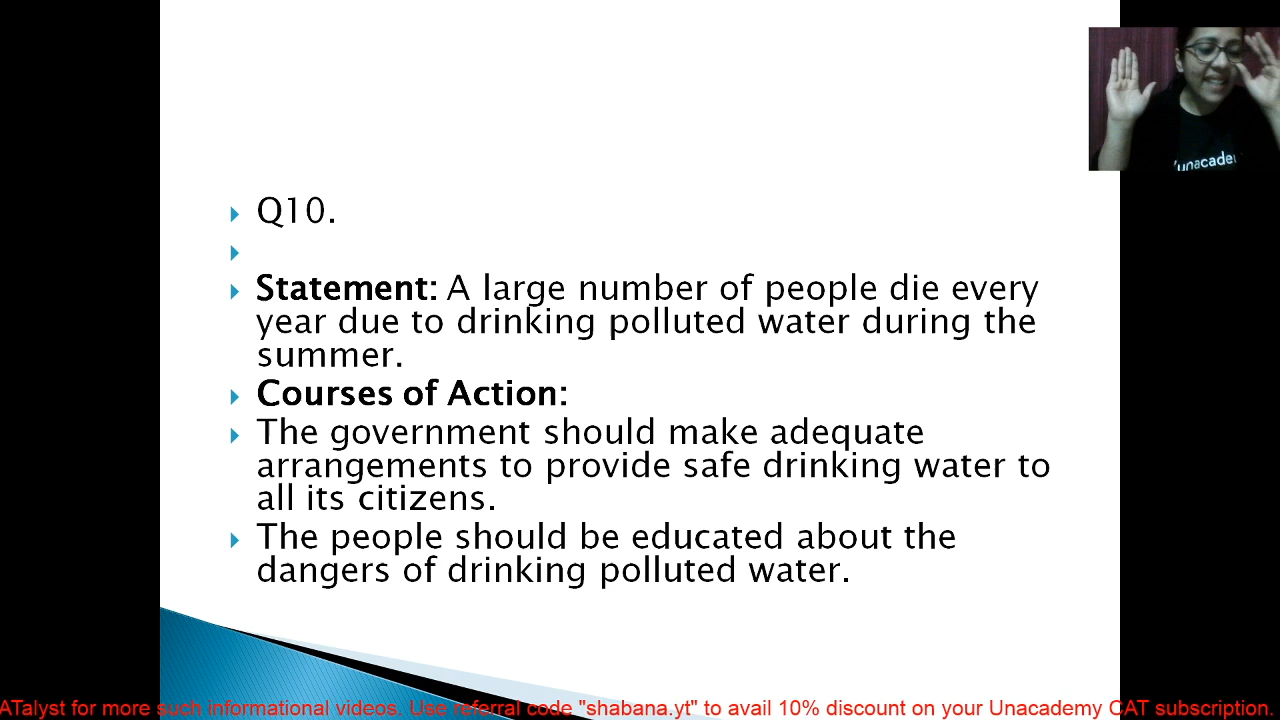 Q10.
Statement: A large number of people die every
year due to drinking polluted water during the
summer.
Courses of Action:
The government should make adequate
arrangements to provide safe drinking water to
all its citizens.
The people should be educated about the
dangers of drinking polluted water.
unacade
ATalyst for more such informational videos. Use referral code "shabana.yt" to avail 10% discount on your Unacademy CAT subscription.